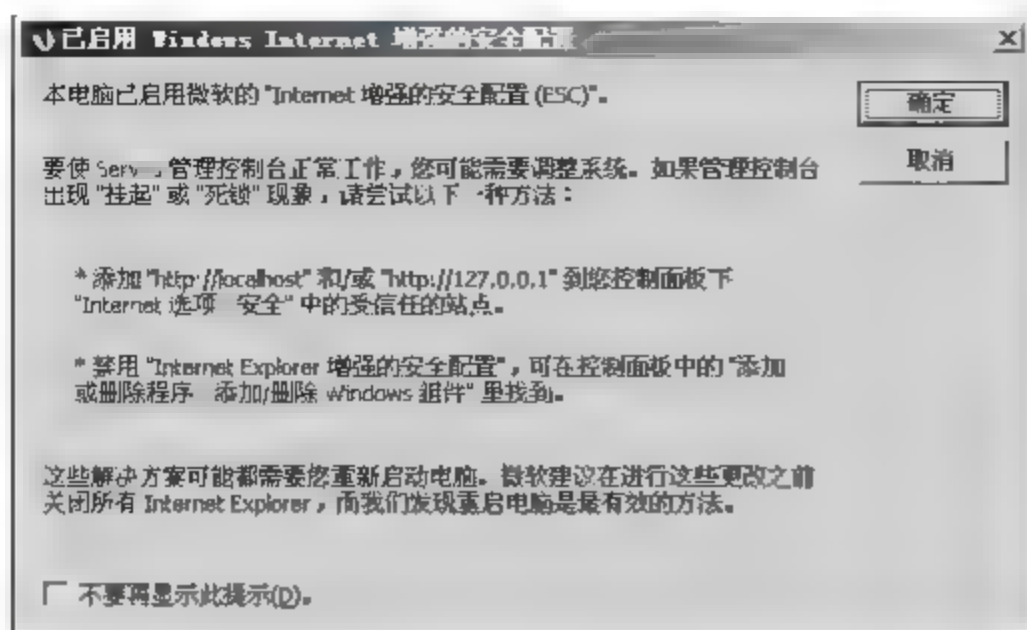 已启用 Windows Internet 增强的安全配置
本电脑已启用微软的 "Internet 增强的安全配置 (ESC)"。
确定
要使 管理控制台正常工作，您可能需要调整系统。如果管理控制台
取消
出现 "挂起" 或 "死锁" 现象，请尝试以下 种方法：
* 添加 "http://localhost" 和/或 "http://127.0.0.1" 到您控制面板下
"Internet 选项 安全" 中的受信任的站点。
* 禁用 "Internet Explorer 增强的安全配置"，可在控制面板中的 "添加
或删除程序 添加/删除 Windows 组件" 里找到。
这些解决方案可能都需要您重新启动电脑。微软建议在进行这些更改之前
关闭所有 Internet Explorer，而我们发现重启电脑是最有效的方法。
不要再显示此提示(D)。